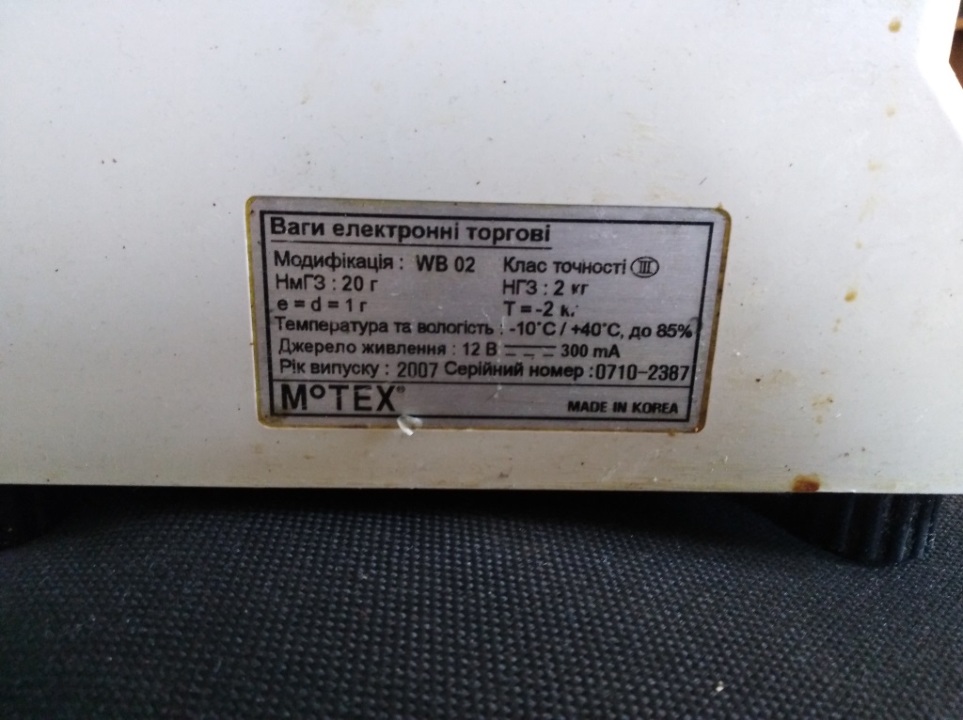 Ваги електронні торгові
Модифікація : WB 02 Клас точності III
НмГЗ : 20 г НГЗ : 2 кг
e = d = 1 г T = -2 к.
Температура та вологість : -10°C / +40°C, до 85%
Джерело живлення : 12 В 300 mA
Рік випуску : 2007 Серійний номер :0710-2387
MOTEX®
MADE IN KOREA